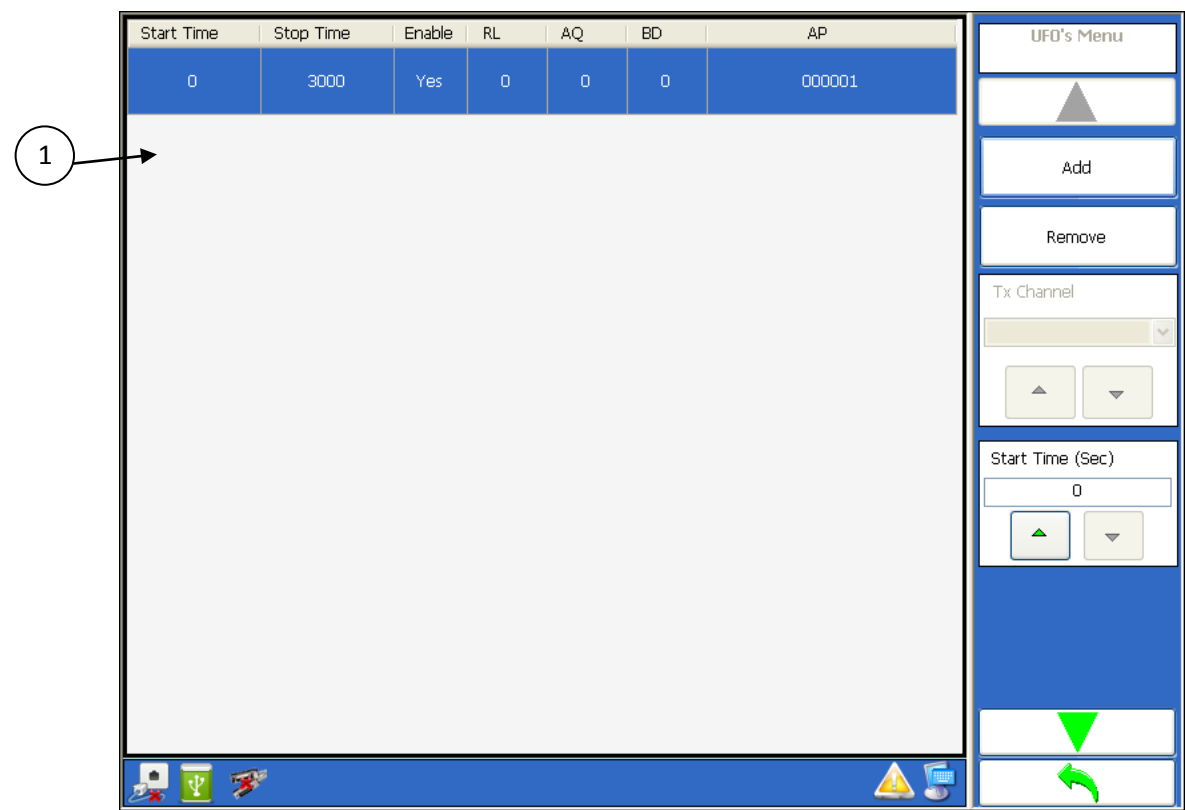 Start Time Stop Time Enable RL AQ BD AP
0 3000 Yes 0 0 0 000001
1
UFO's Menu
Add
Remove
Tx Channel
Start Time (Sec)
0